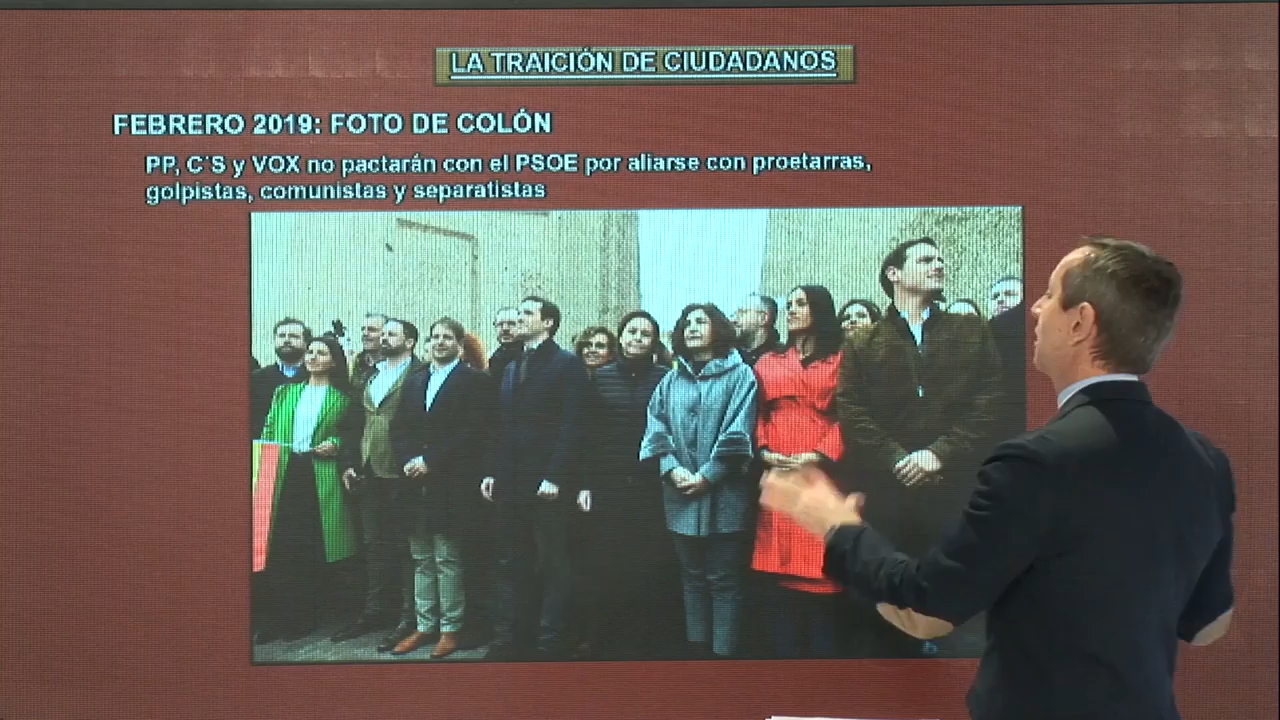 LA TRAICIÓN DE CIUDADANOS
FEBRERO 2019: FOTO DE COLÓN
PP, C´S y VOX no pactarán con el PSOE por aliarse con proetarras,
golpistas, comunistas y separatistas